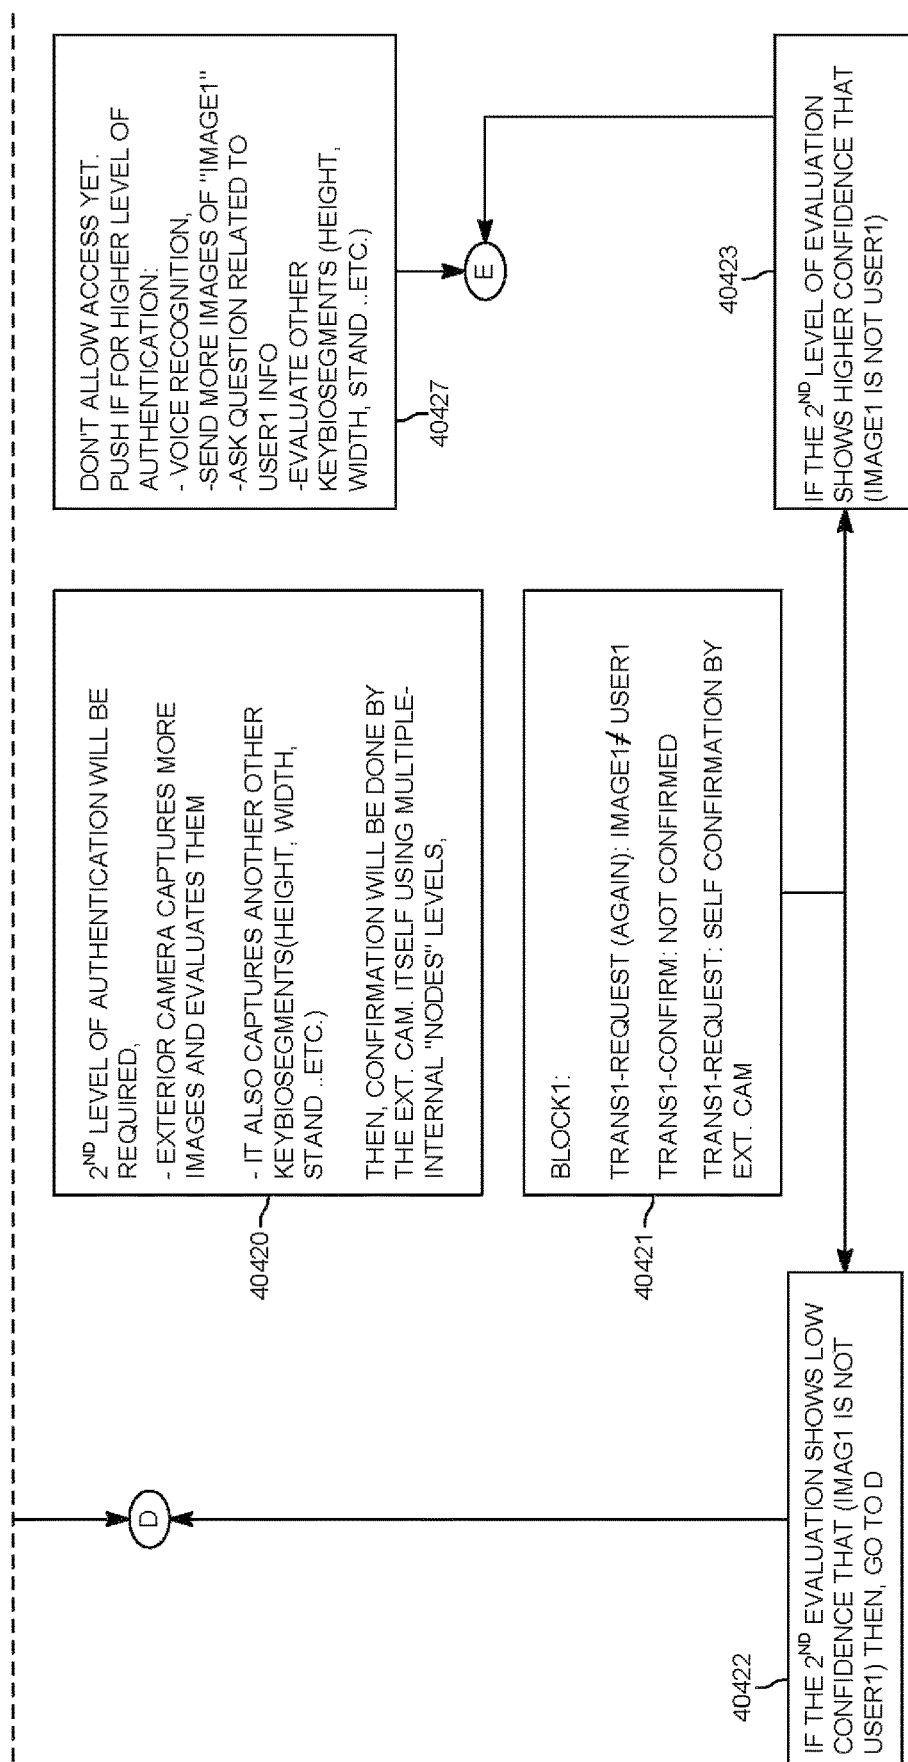 D
IF THE 2ND EVALUATION SHOWS LOW
CONFIDENCE THAT (IMAG1 IS NOT
USER1) THEN, GO TO D
40422
2ND LEVEL OF AUTHENTICATION WILL BE
REQUIRED,
- EXTERIOR CAMERA CAPTURES MORE
IMAGES AND EVALUATES THEM
- IT ALSO CAPTURES ANOTHER OTHER
KEYBIOSEGMENTS(HEIGHT, WIDTH,
STAND ..ETC.)
THEN, CONFIRMATION WILL BE DONE BY
THE EXT. CAM. ITSELF USING MULTIPLE-
INTERNAL "NODES" LEVELS,
40420
BLOCK1:
TRANS1-REQUEST (AGAIN): IMAGE1≠ USER1
TRANS1-CONFIRM: NOT CONFIRMED
TRANS1-REQUEST: SELF CONFIRMATION BY
EXT. CAM
40421
DON'T ALLOW ACCESS YET.
PUSH IF FOR HIGHER LEVEL OF
AUTHENTICATION:
- VOICE RECOGNITION,
-SEND MORE IMAGES OF "IMAGE1"
-ASK QUESTION RELATED TO
USER1 INFO
-EVALUATE OTHER
KEYBIOSEGMENTS (HEIGHT,
WIDTH, STAND ..ETC.)
40427
E
40423
IF THE 2ND LEVEL OF EVALUATION
SHOWS HIGHER CONFIDENCE THAT
(IMAGE1 IS NOT USER1)